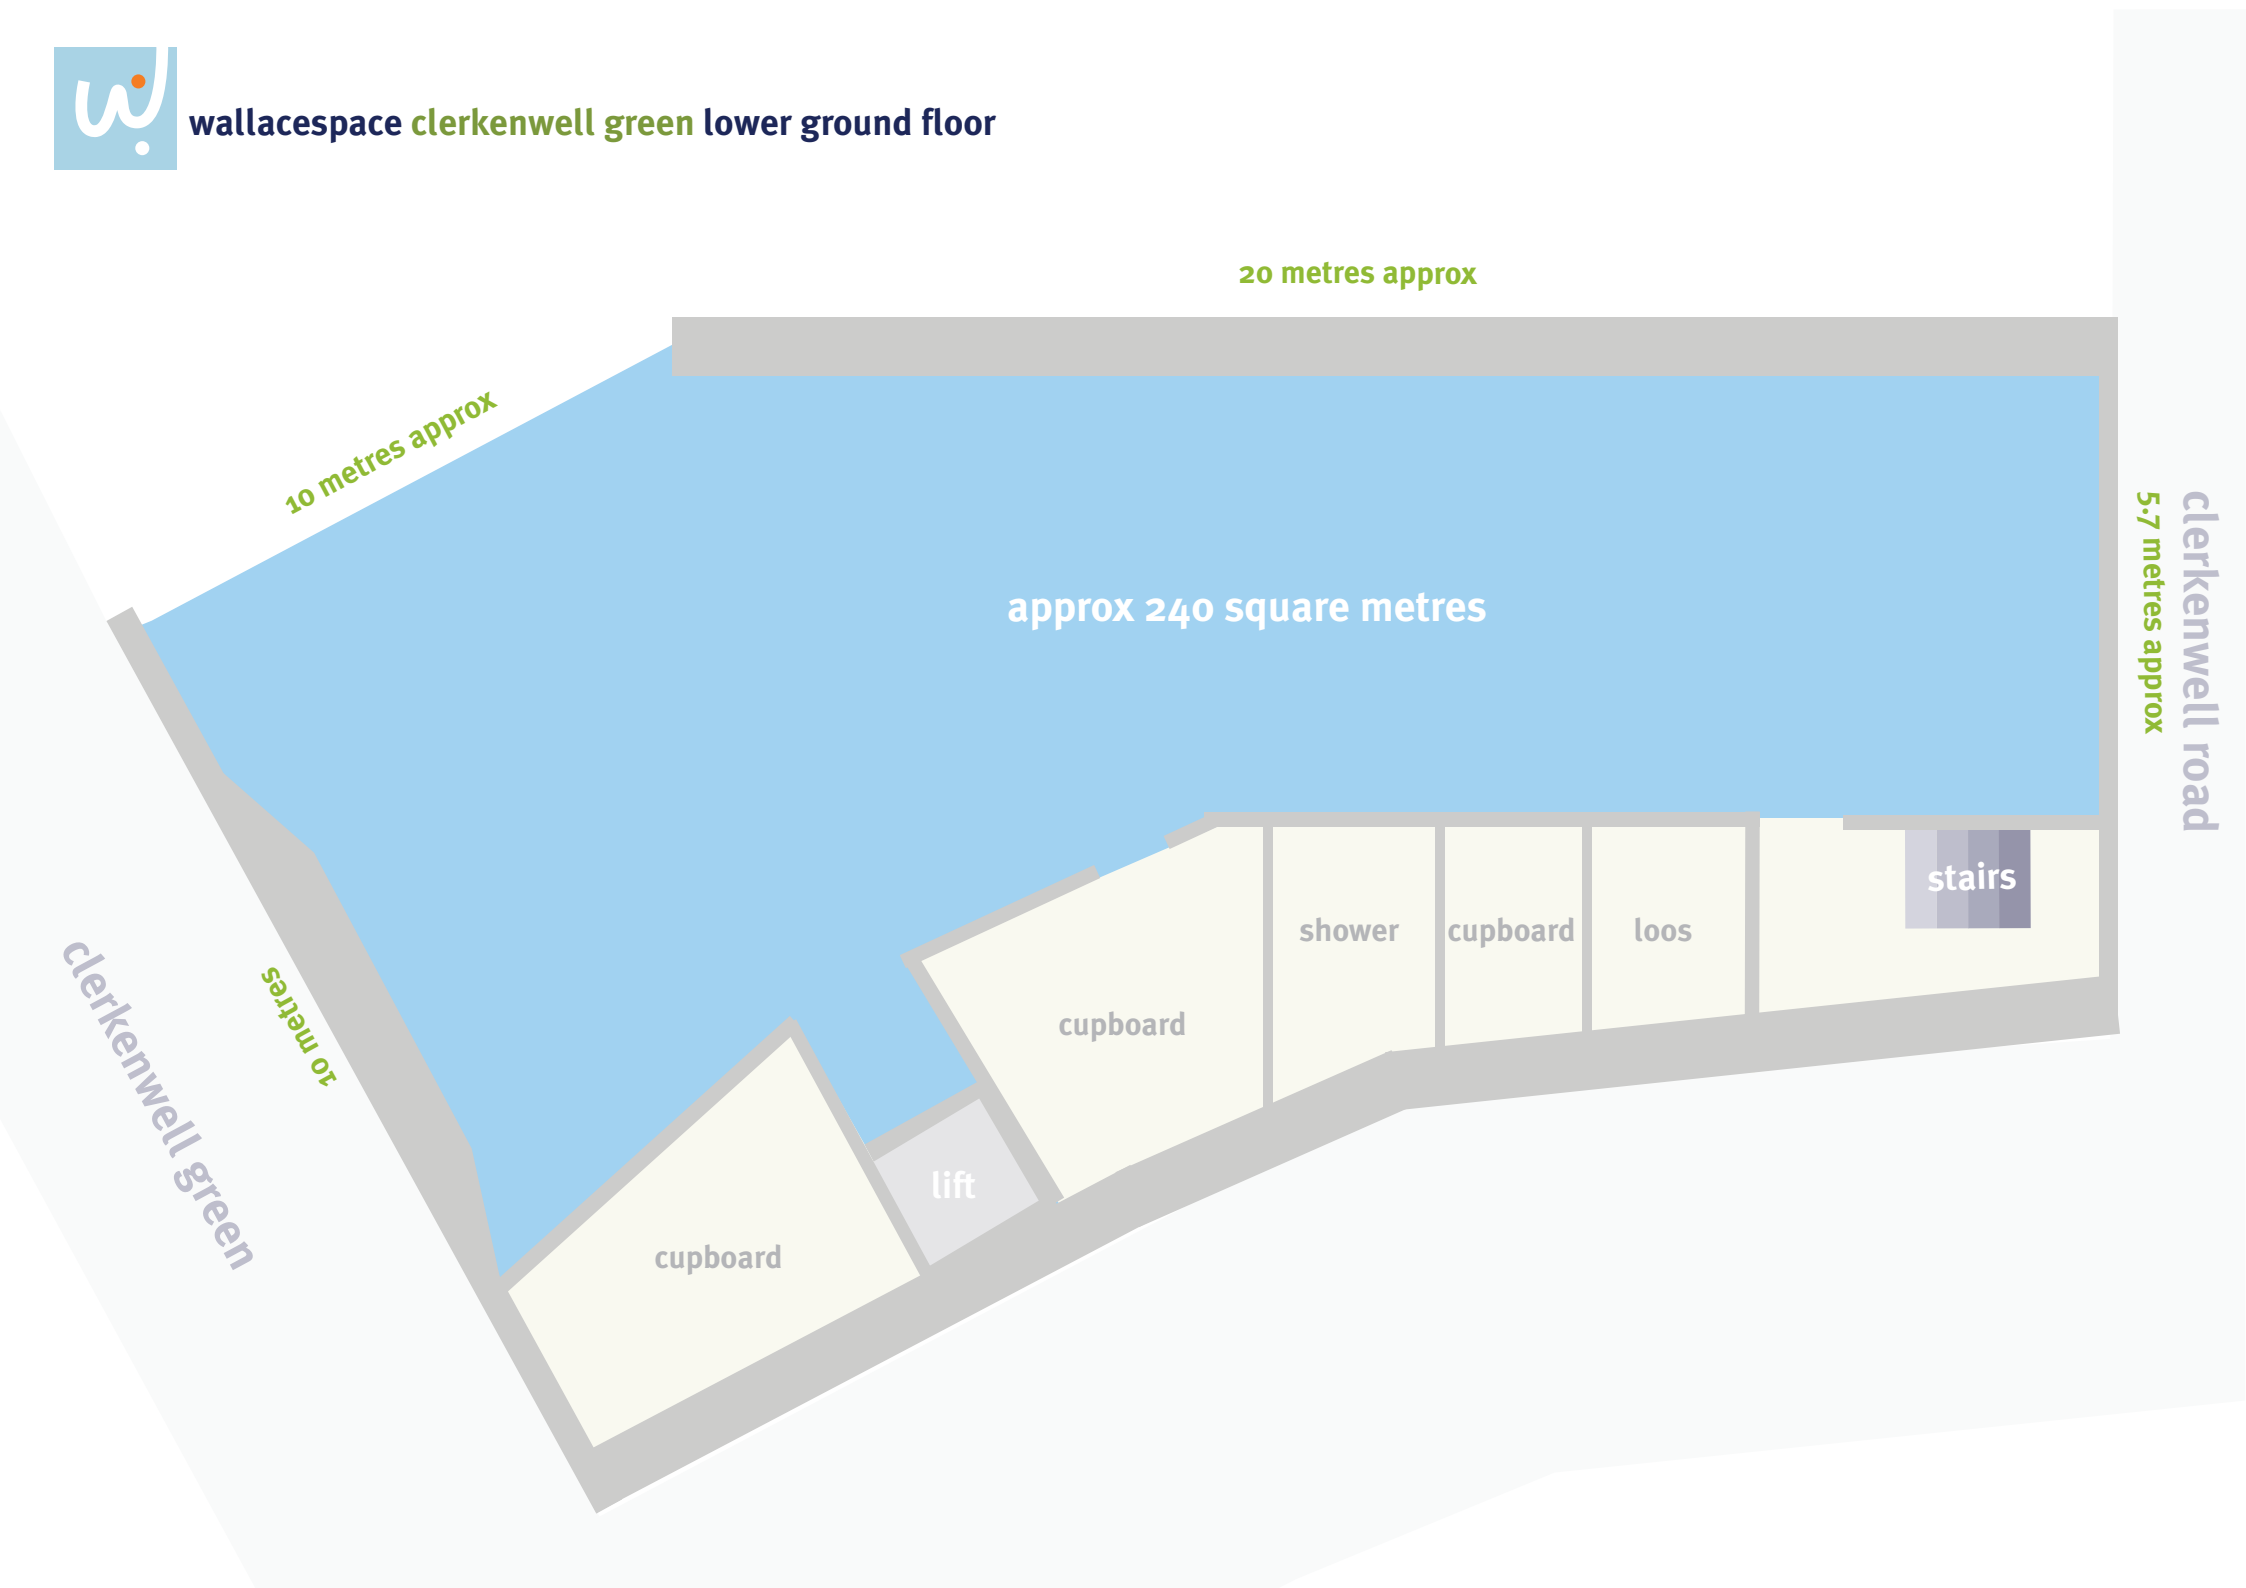 wallacespace clerkenwell green lower ground floor
20 metres approx
10 metres approx
5.7 metres approx
clerkenwell road
approx 240 square metres
stairs
shower
cupboard
loos
cupboard
10 metres
clerkenwell green
lift
cupboard